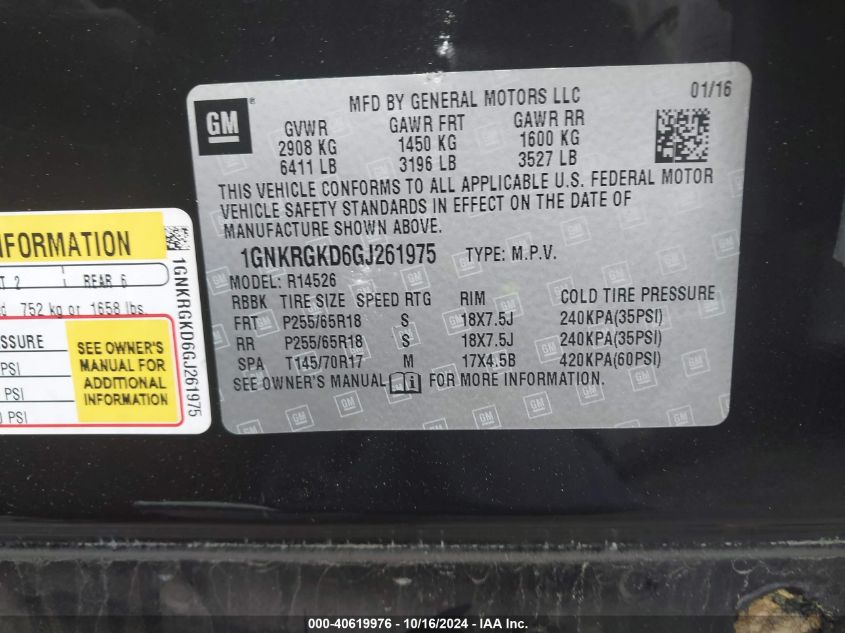 GM ®
MFD BY GENERAL MOTORS LLC 01/16
GVWR GAWR FRT GAWR RR
2908 KG 1450 KG 1600 KG
6411 LB 3196 LB 3527 LB
THIS VEHICLE CONFORMS TO ALL APPLICABLE U.S. FEDERAL MOTOR
VEHICLE SAFETY STANDARDS IN EFFECT ON THE DATE OF
MANUFACTURE SHOWN ABOVE.
1GNKRGKD6GJ261975 TYPE: M.P.V.
MODEL: R14526
RBBK TIRE SIZE SPEED RTG RIM COLD TIRE PRESSURE
FRT P255/65R18 S 18X7.5J 240KPA(35PSI)
RR P255/65R18 S 18X7.5J 240KPA(35PSI)
SPA T145/70R17 M 17X4.5B 420KPA(60PSI)
SEE OWNER'S MANUAL FOR MORE INFORMATION.
INFORMATION
2 REAR 6
752 kg or 1658 lbs.
SSURE
PSI
PSI
PSI
SEE OWNER'S
MANUAL FOR
ADDITIONAL
INFORMATION
1GNKRGKD6GJ261975
000-40619976 - 10/16/2024 - IAA Inc.